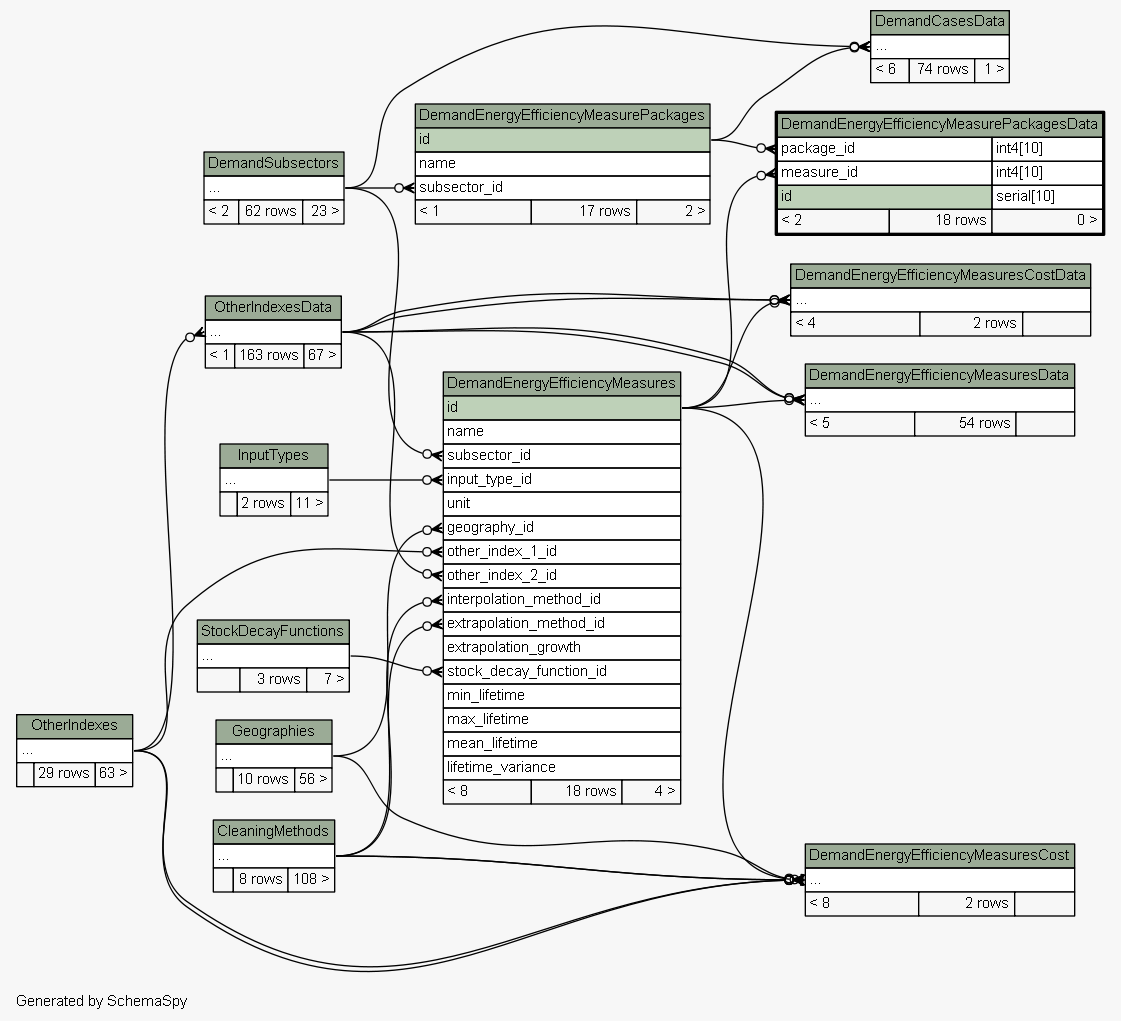 DemandCasesData
...
< 6 74 rows 1 >
DemandEnergyEfficiencyMeasurePackages
id
name
subsector_id
< 1 17 rows 2 >
DemandEnergyEfficiencyMeasurePackagesData
package_id int4[10]
measure_id int4[10]
id serial[10]
< 2 18 rows 0 >
DemandSubsectors
...
< 2 62 rows 23 >
DemandEnergyEfficiencyMeasuresCostData
...
< 4 2 rows
OtherIndexesData
...
< 1 163 rows 67 >
DemandEnergyEfficiencyMeasuresData
...
< 5 54 rows
DemandEnergyEfficiencyMeasures
id
name
subsector_id
input_type_id
unit
geography_id
other_index_1_id
other_index_2_id
interpolation_method_id
extrapolation_method_id
extrapolation_growth
stock_decay_function_id
min_lifetime
max_lifetime
mean_lifetime
lifetime_variance
< 8 18 rows 4 >
InputTypes
...
2 rows 11 >
StockDecayFunctions
...
3 rows 7 >
OtherIndexes
...
29 rows 63 >
Geographies
...
10 rows 56 >
CleaningMethods
...
8 rows 108 >
DemandEnergyEfficiencyMeasuresCost
...
< 8 2 rows
Generated by SchemaSpy